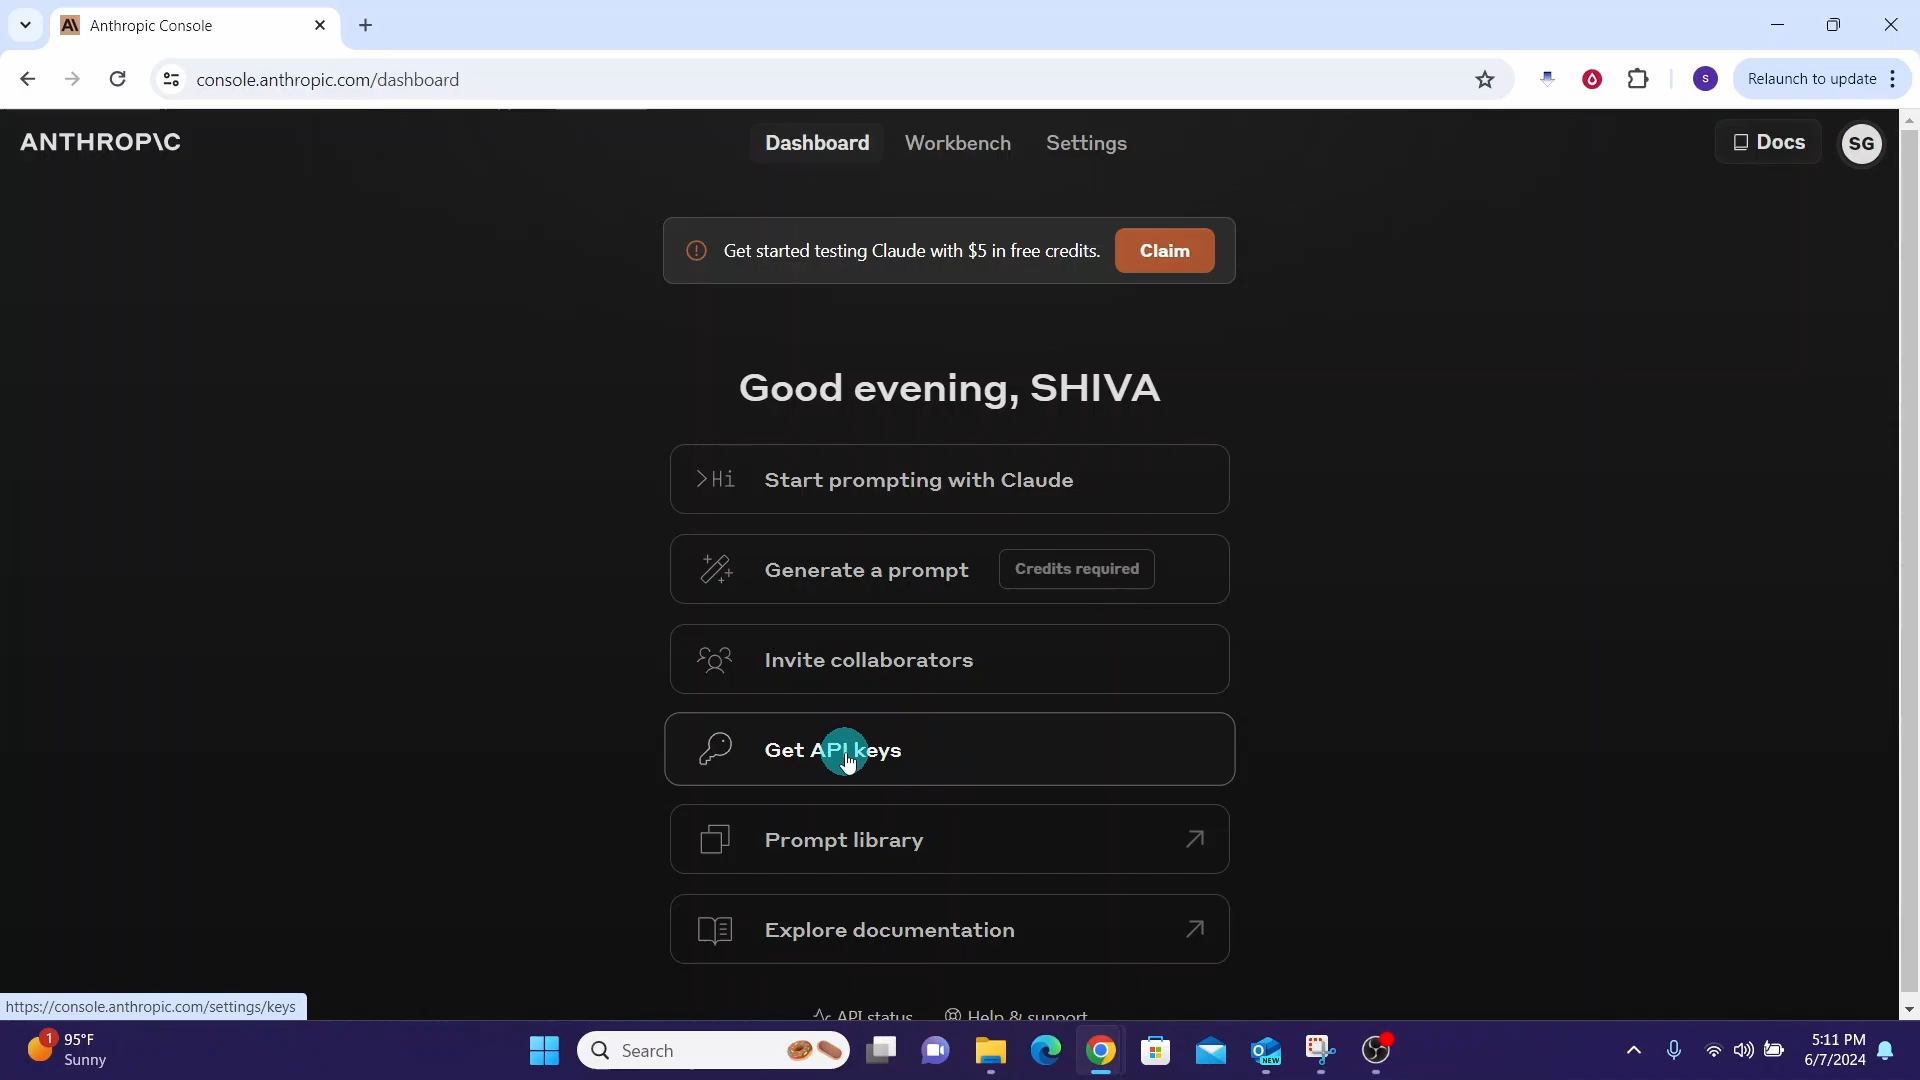 Anthropic Console
console.anthropic.com/dashboard
S
Relaunch to update
ANTHROP\C
Dashboard
Workbench
Settings
Docs
SG
Get started testing Claude with $5 in free credits.
Claim
Good evening, SHIVA
>Hi
Start prompting with Claude
Generate a prompt
Credits required
Invite collaborators
Get API keys
Prompt library
Explore documentation
API status
Help & support
https://console.anthropic.com/settings/keys
1
95°F
Sunny
Search
NEW
5:11 PM
6/7/2024